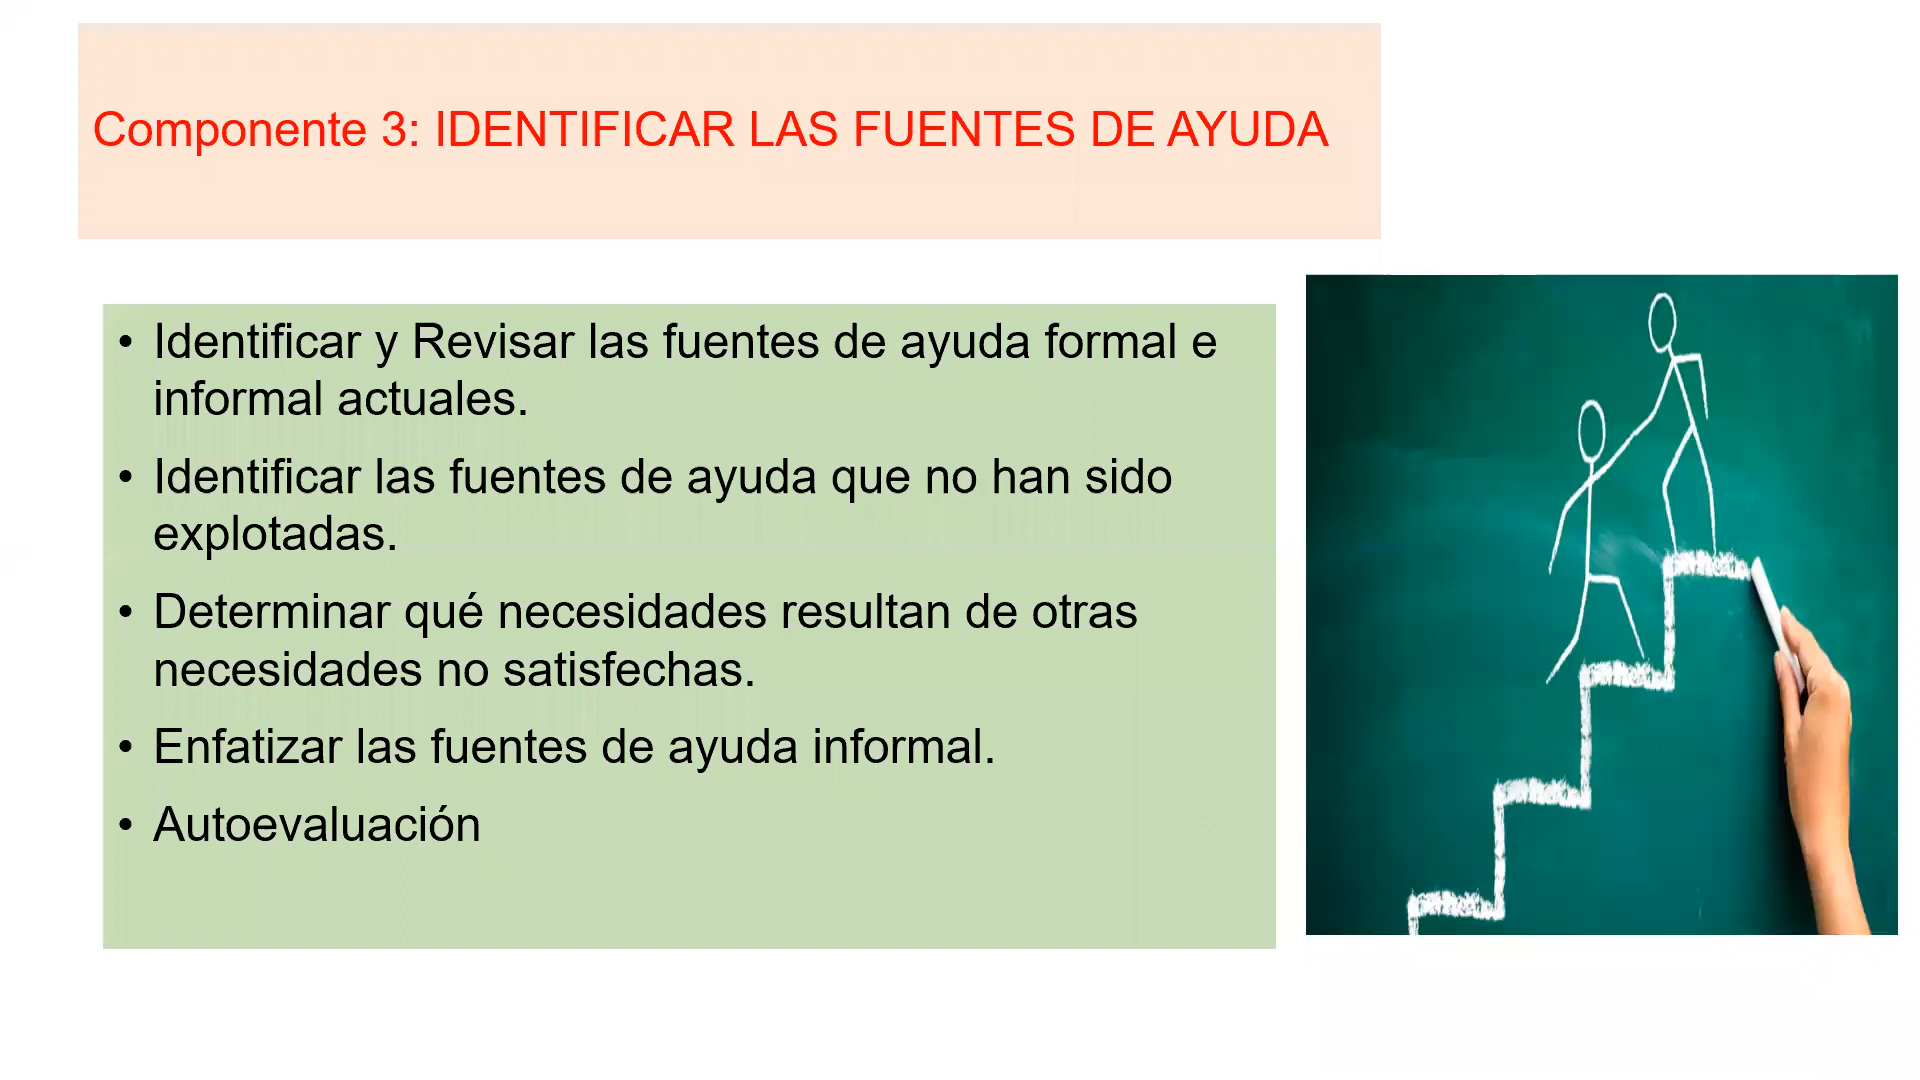 Componente 3: IDENTIFICAR LAS FUENTES DE AYUDA
• Identificar y Revisar las fuentes de ayuda formal e
informal actuales.
• Identificar las fuentes de ayuda que no han sido
explotadas.
• Determinar qué necesidades resultan de otras
necesidades no satisfechas.
• Enfatizar las fuentes de ayuda informal.
• Autoevaluación